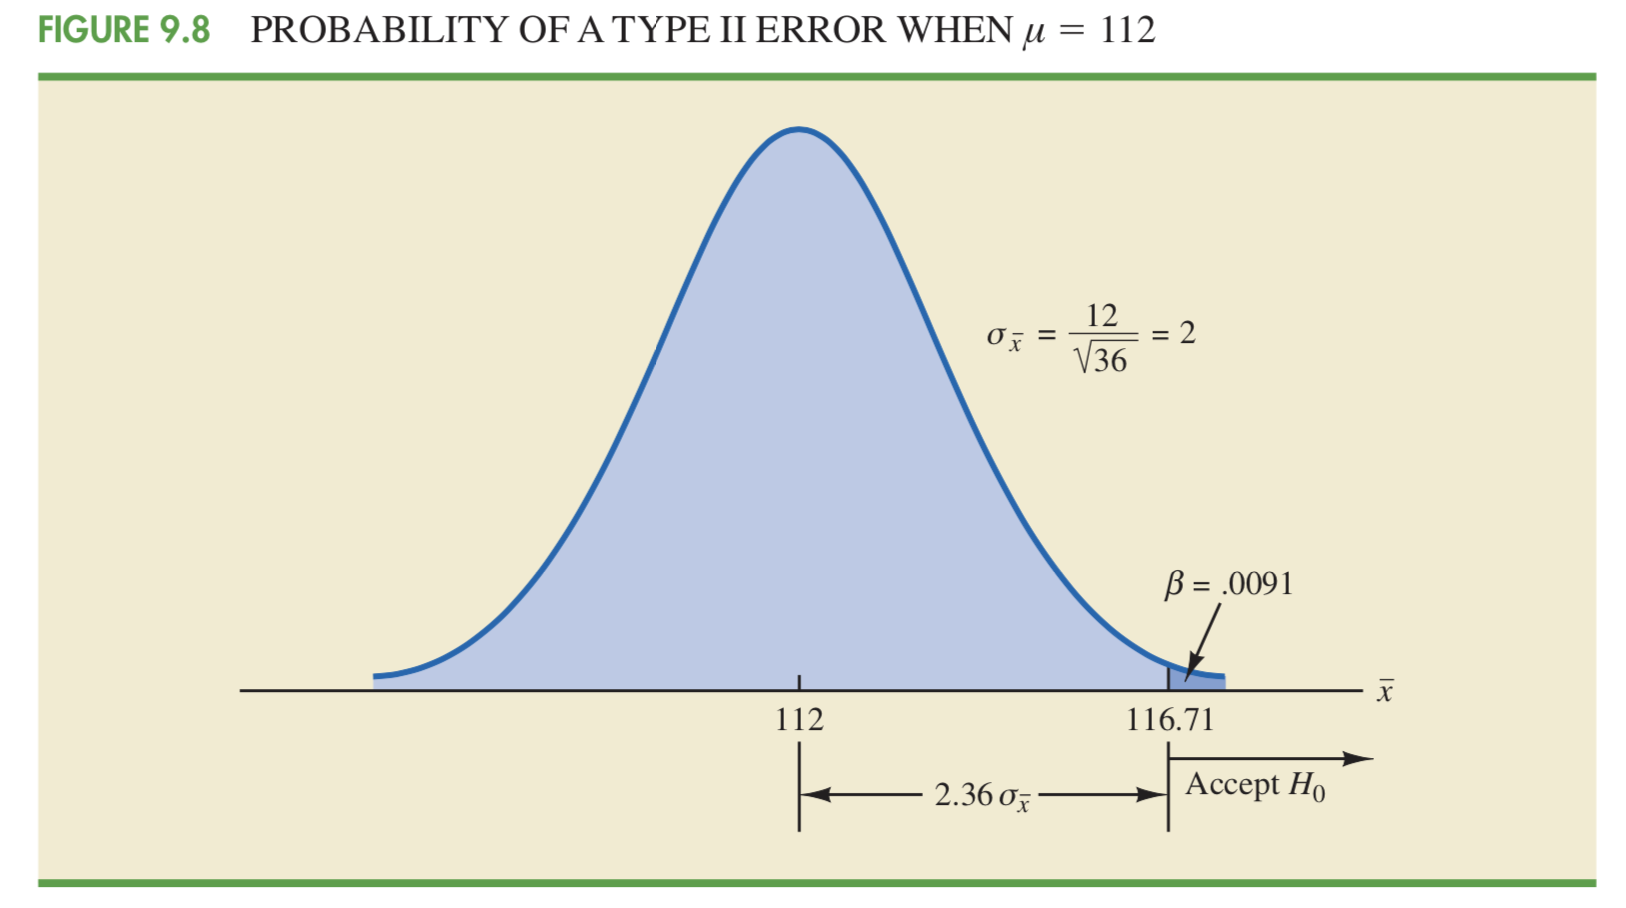 FIGURE 9.8 PROBABILITY OF A TYPE II ERROR WHEN μ = 112
σx̄ = 12/√36 = 2
β = .0091
x̄
112 116.71
Accept H₀
2.36 σx̄